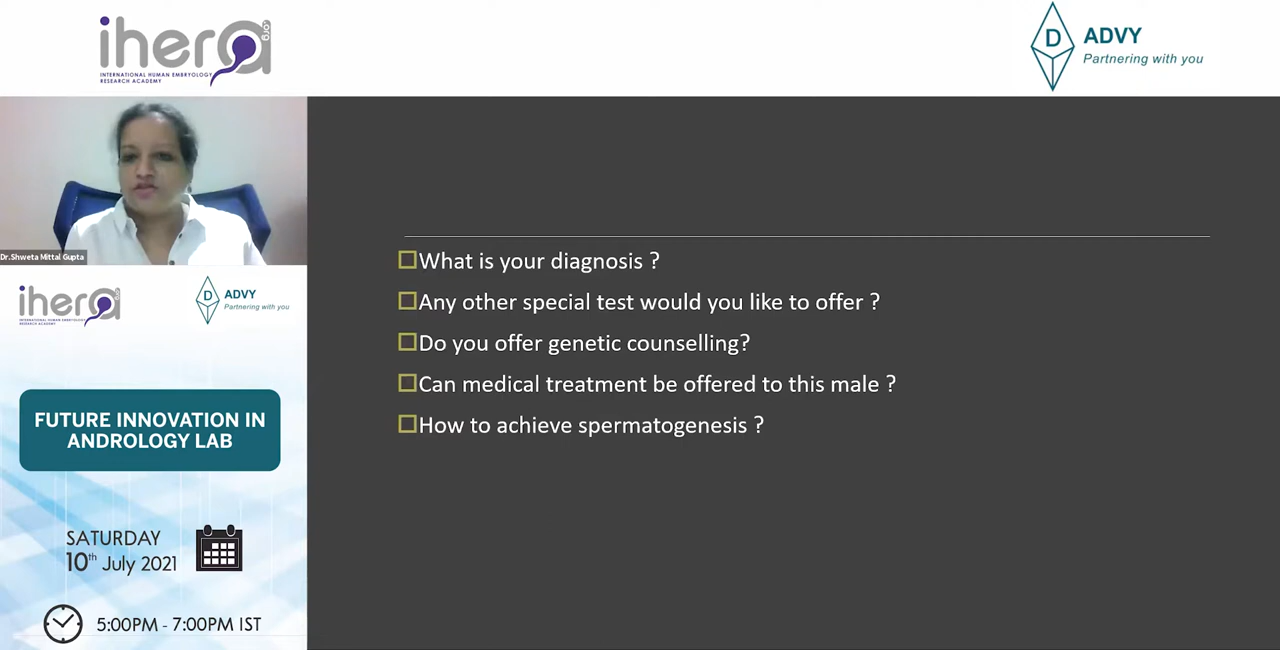 ihera.org
INTERNATIONAL HUMAN EMBRYOLOGY
RESEARCH ACADEMY
D
ADVY
Partnering with you
Dr.Shweta Mittal Gupta
ihera.org
INTERNATIONAL HUMAN EMBRYOLOGY
RESEARCH ACADEMY
D
ADVY
Partnering with you
FUTURE INNOVATION IN
ANDROLOGY LAB
SATURDAY
10th July 2021
5:00PM - 7:00PM IST
What is your diagnosis ?
Any other special test would you like to offer ?
Do you offer genetic counselling?
Can medical treatment be offered to this male ?
How to achieve spermatogenesis ?